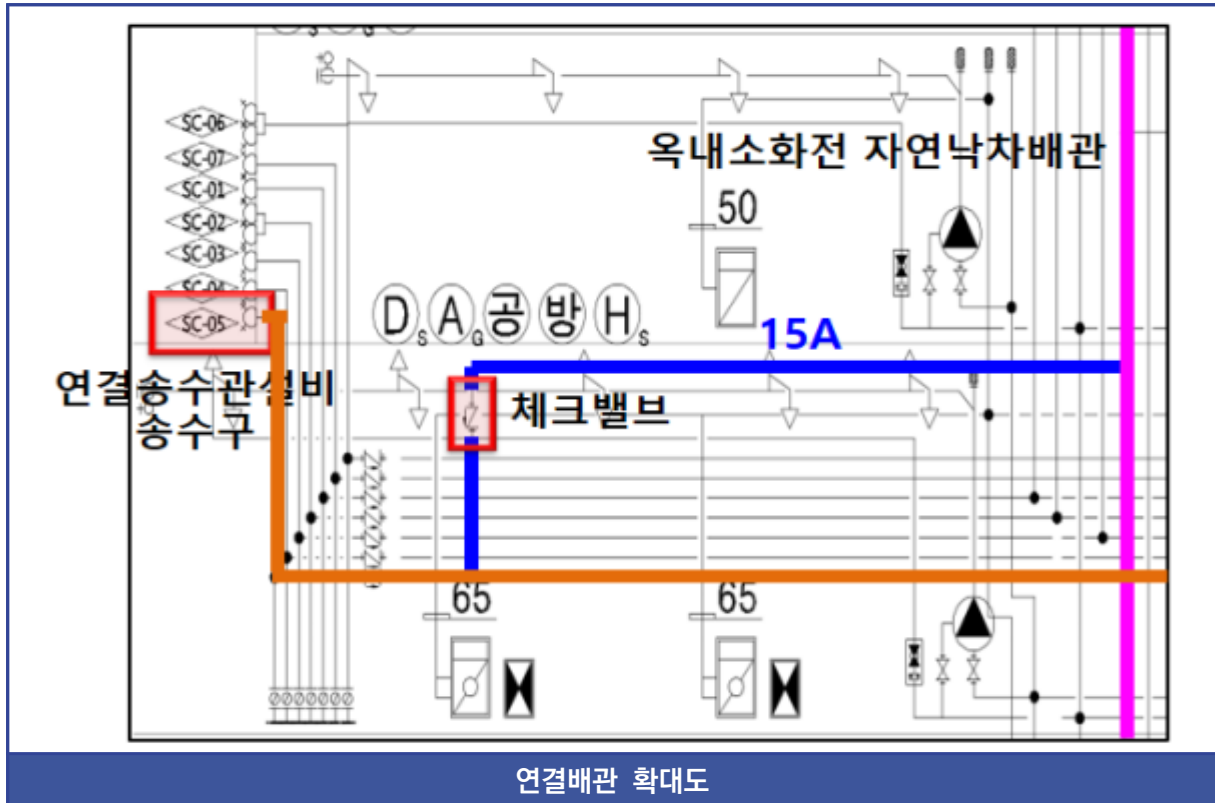 SC-06
SC-07
옥내소화전 자연낙차배관
SC-01
50
SC-02
SC-03
SC-04
SC-05
D S A G 공 방 H S
15A
연결송수관설비
송수구
체크밸브
65
65
연결배관 확대도